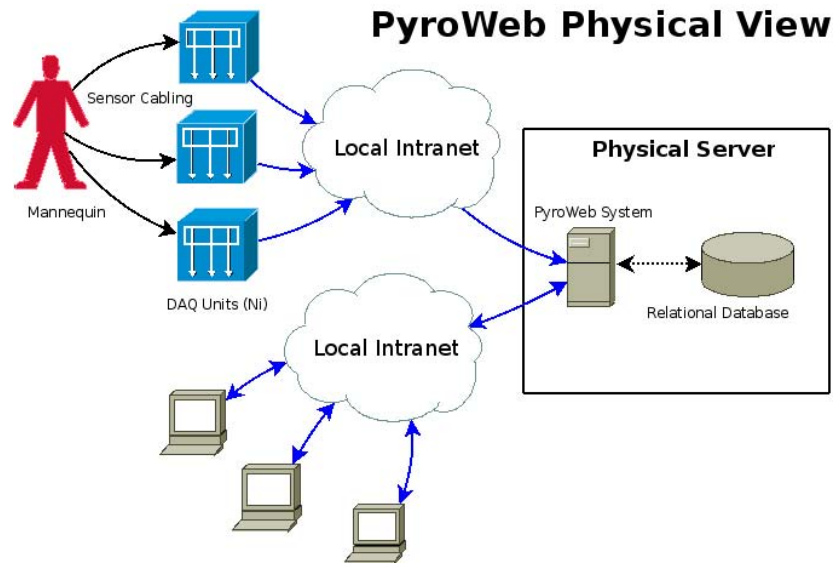 PyroWeb Physical View
Sensor Cabling
Local Intranet
Physical Server
Mannequin
PyroWeb System
DAQ Units (Ni)
Relational Database
Local Intranet